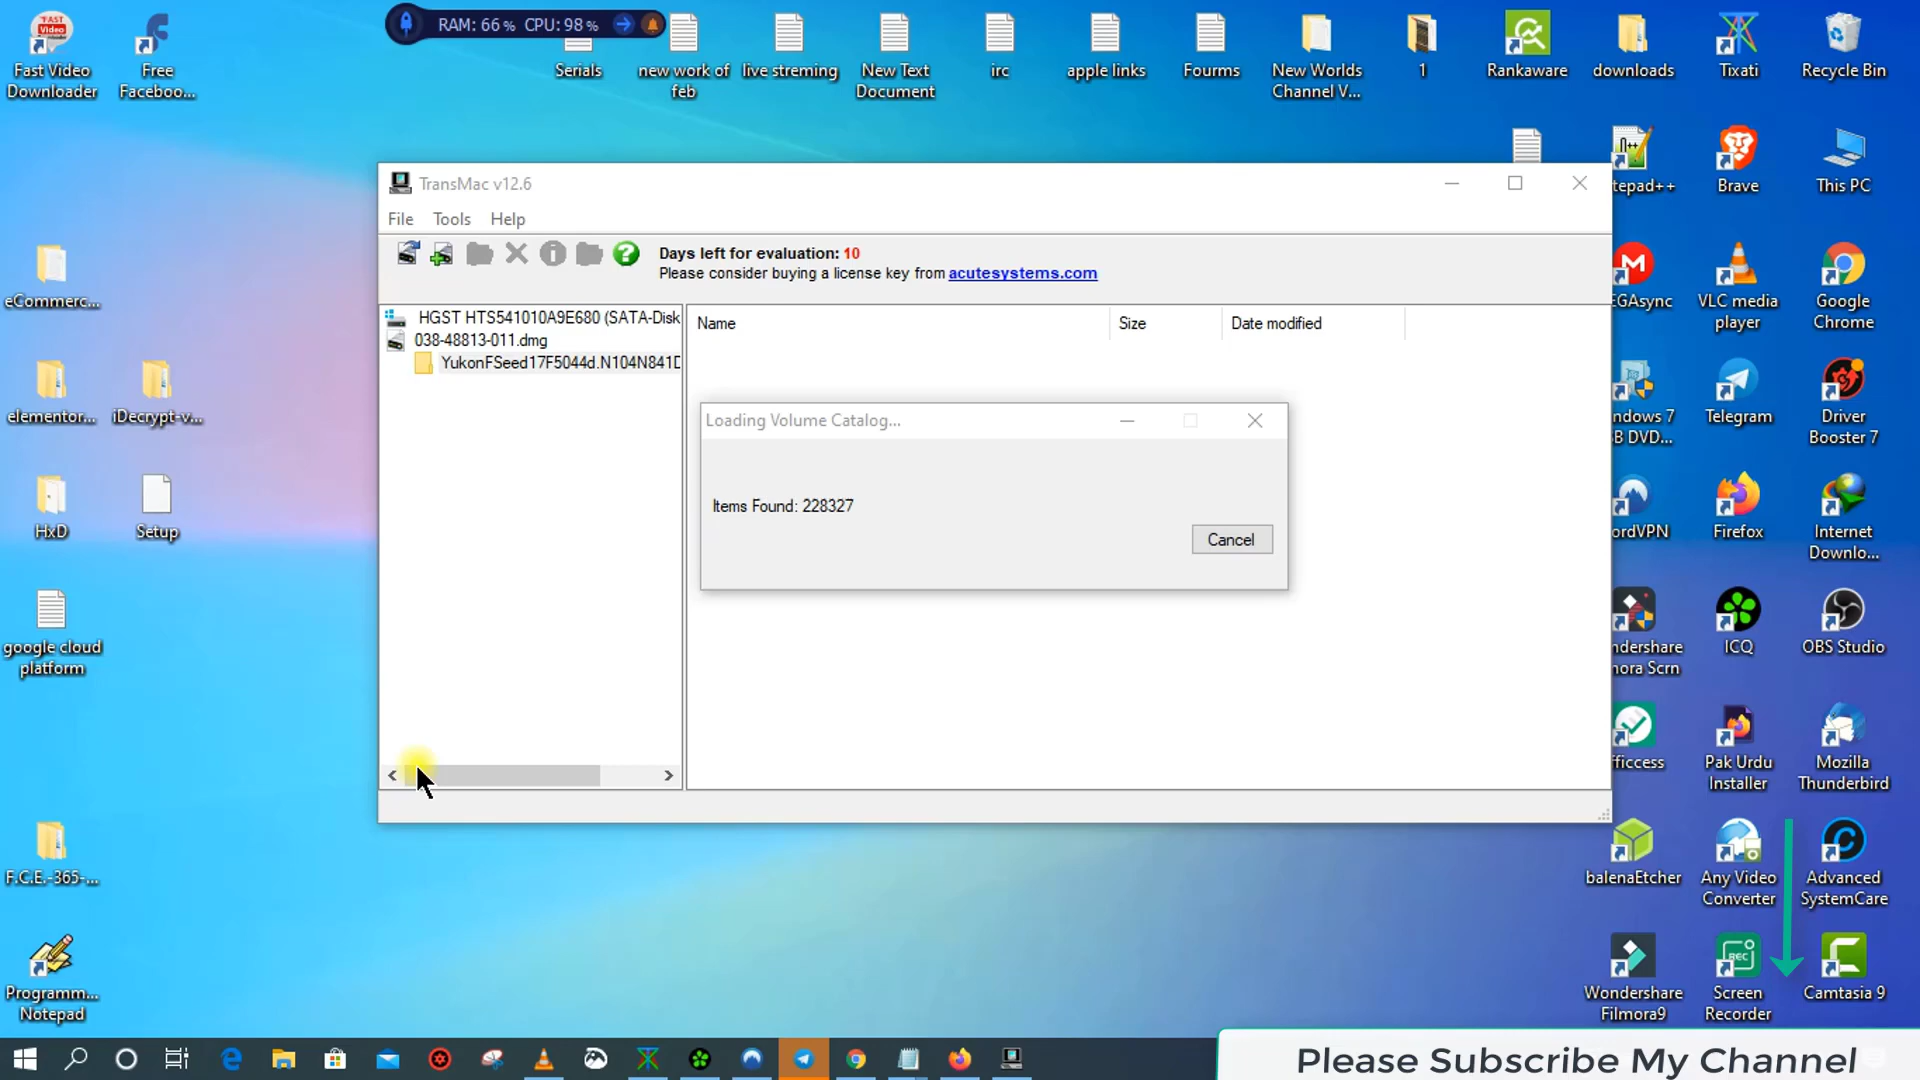 RAM: 66 % CPU: 98 %
FAST
Video
Fast Video
Downloader
Free
Faceboo...
Serials
new work of
feb
live streming
New Text
Document
irc
apple links
Fourms
New Worlds
Channel V...
1
Rankaware
downloads
Tixati
Recycle Bin
TransMac v12.6
File Tools Help
Days left for evaluation: 10
Please consider buying a license key from acutesystems.com
HGST HTS541010A9E680 (SATA-Disk
038-48813-011.dmg
YukonFSeed17F5044d.N104N841D
Name Size Date modified
Loading Volume Catalog...
Items Found: 228327
Cancel
tepad++
Brave
This PC
eCommerc...
EGAsync
VLC media
player
Google
Chrome
elementor...
iDecrypt-v...
ndows 7
B DVD...
Telegram
Driver
Booster 7
HxD
Setup
ordVPN
Firefox
Internet
Downlo...
google cloud
platform
ndershare
nora Scrn
ICQ
OBS Studio
fficcess
Pak Urdu
Installer
Mozilla
Thunderbird
F.C.E.-365-...
balenaEtcher
Any Video
Converter
Advanced
SystemCare
Programm...
Notepad
Wondershare
Filmora9
REC
Screen
Recorder
Camtasia 9
Please Subscribe My Channel